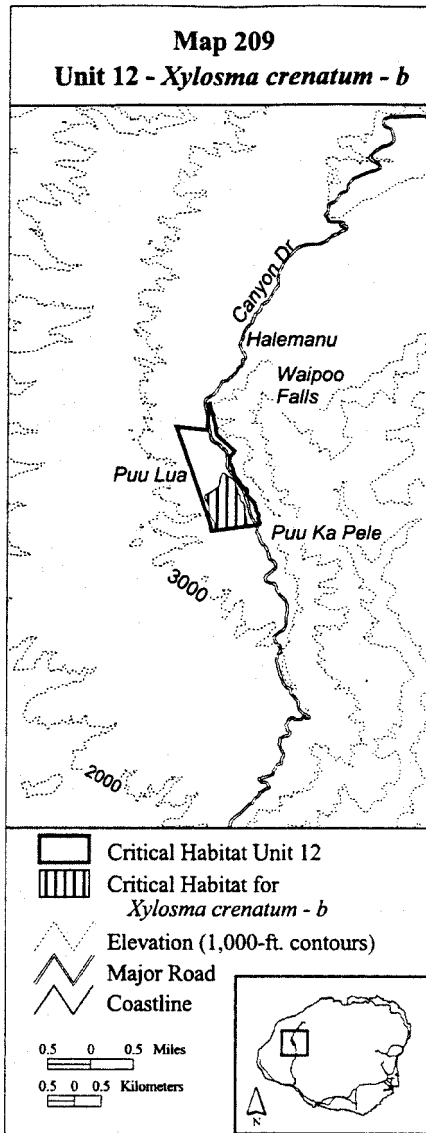 Map 209
Unit 12 - Xylosma crenatum - b
Canyon Dr
Halemanu
Waipoo
Falls
Puu Lua
Puu Ka Pele
3000
2000
Critical Habitat Unit 12
Critical Habitat for
Xylosma crenatum - b
Elevation (1,000-ft. contours)
Major Road
Coastline
0.5 0 0.5 Miles
0.5 0 0.5 Kilometers
N